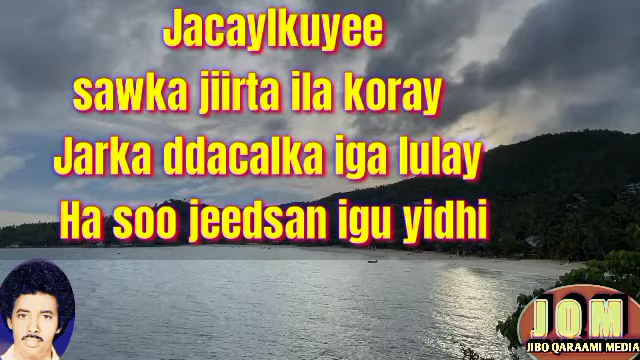 Jacaylkuyee
sawka jiirta ila koray
Jarka ddacalka iga lulay
Ha soo jeedsan igu yidhi
JQM
JIBO QARAAMI MEDIA